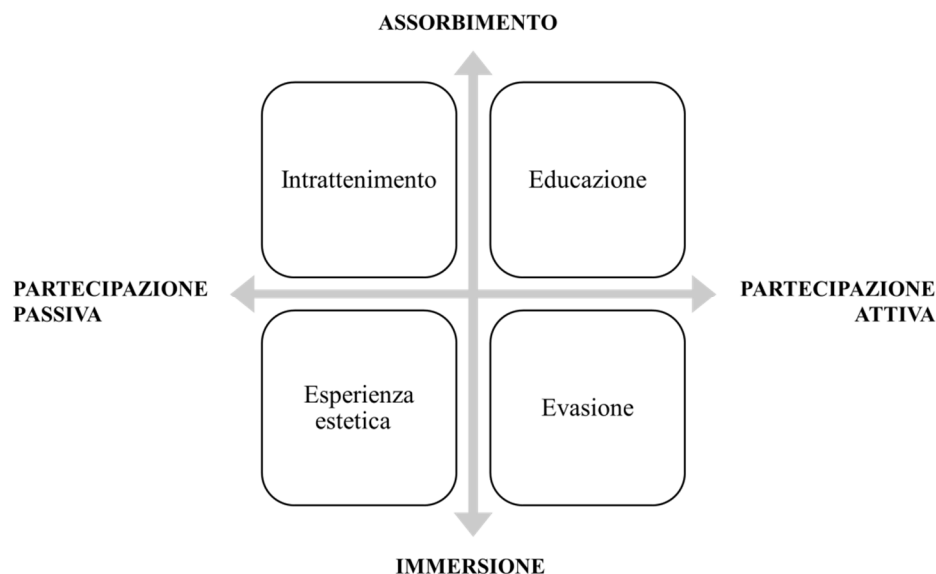 ASSORBIMENTO
Intrattenimento
Educazione
PARTECIPAZIONE
PASSIVA
PARTECIPAZIONE
ATTIVA
Esperienza
estetica
Evasione
IMMERSIONE